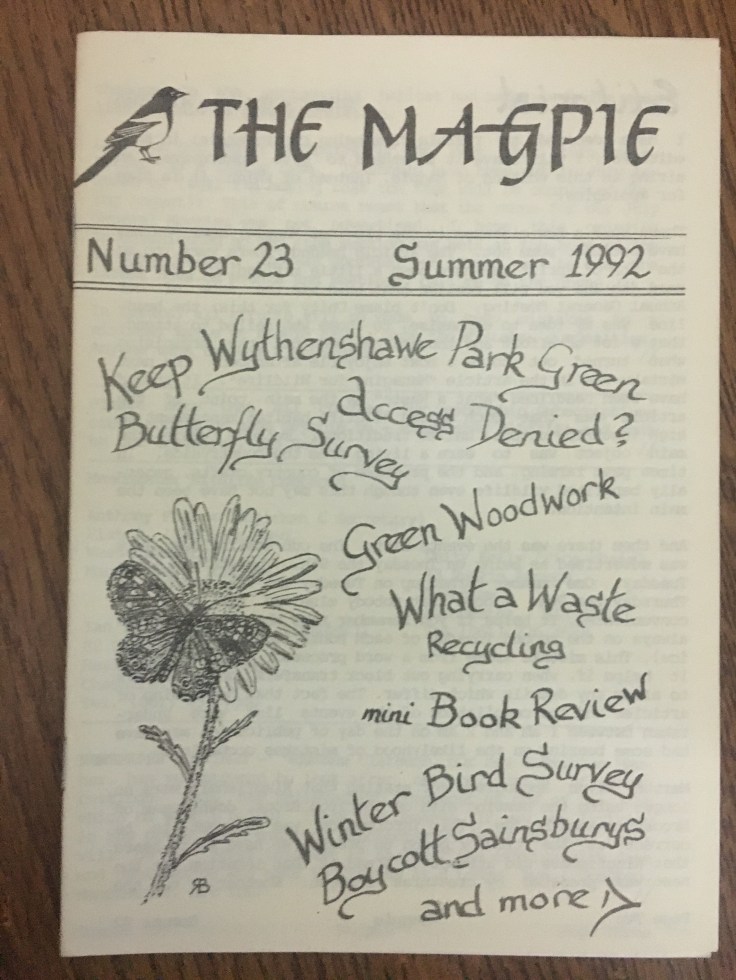 THE MAGPIE
Number 23 Summer 1992
Keep Wythenshawe Park Green
Access Denied?
Butterfly Survey
Green Woodwork
What a Waste
Recycling
mini Book Review
Winter Bird Survey
Boycott Sainsburys
and more
RB